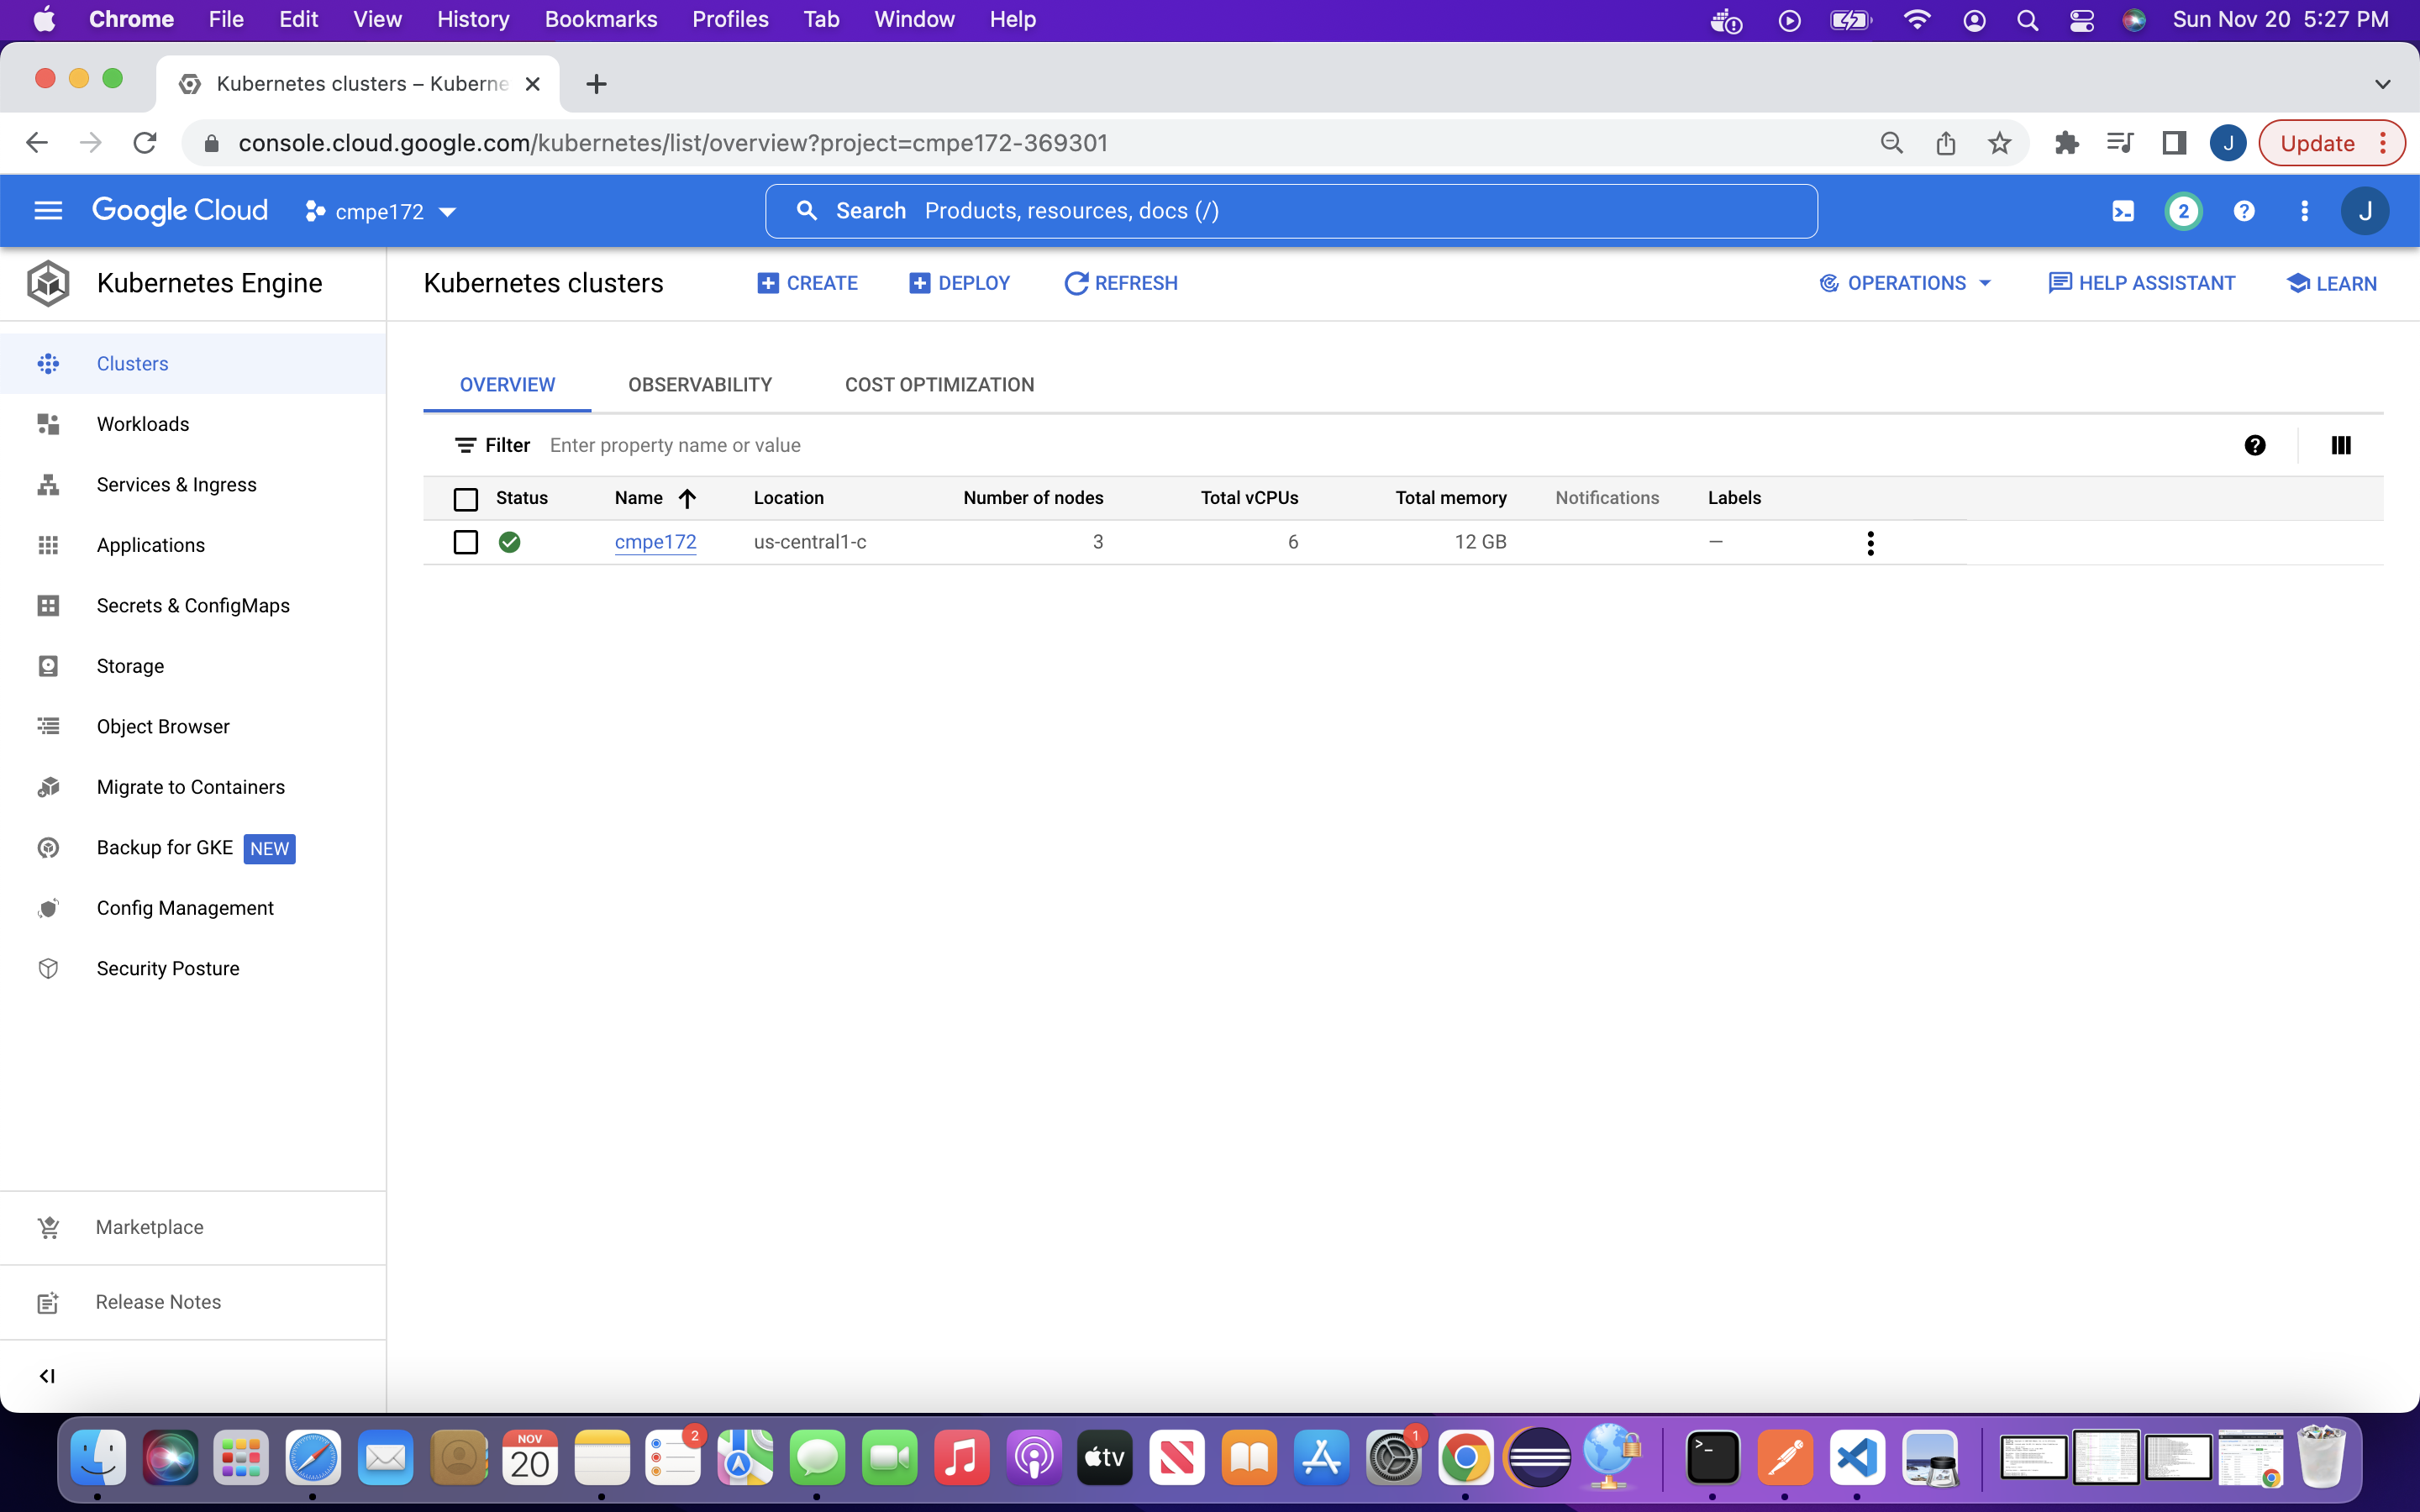 Chrome File Edit View History Bookmarks Profiles Tab Window Help Sun Nov 20 5:27 PM
Kubernetes clusters – Kuberne
console.cloud.google.com/kubernetes/list/overview?project=cmpe172-369301 J Update
Google Cloud cmpe172 Search Products, resources, docs (/) 2 ? J
Kubernetes Engine
Kubernetes clusters CREATE DEPLOY REFRESH OPERATIONS HELP ASSISTANT LEARN
Clusters
Workloads
Services & Ingress
Applications
Secrets & ConfigMaps
Storage
Object Browser
Migrate to Containers
Backup for GKE NEW
Config Management
Security Posture
Marketplace
Release Notes
OVERVIEW OBSERVABILITY COST OPTIMIZATION
Filter Enter property name or value ?
Status Name Location Number of nodes Total vCPUs Total memory Notifications Labels
cmpe172 us-central1-c 3 6 12 GB –
NOV
20
2
tv
1
>_